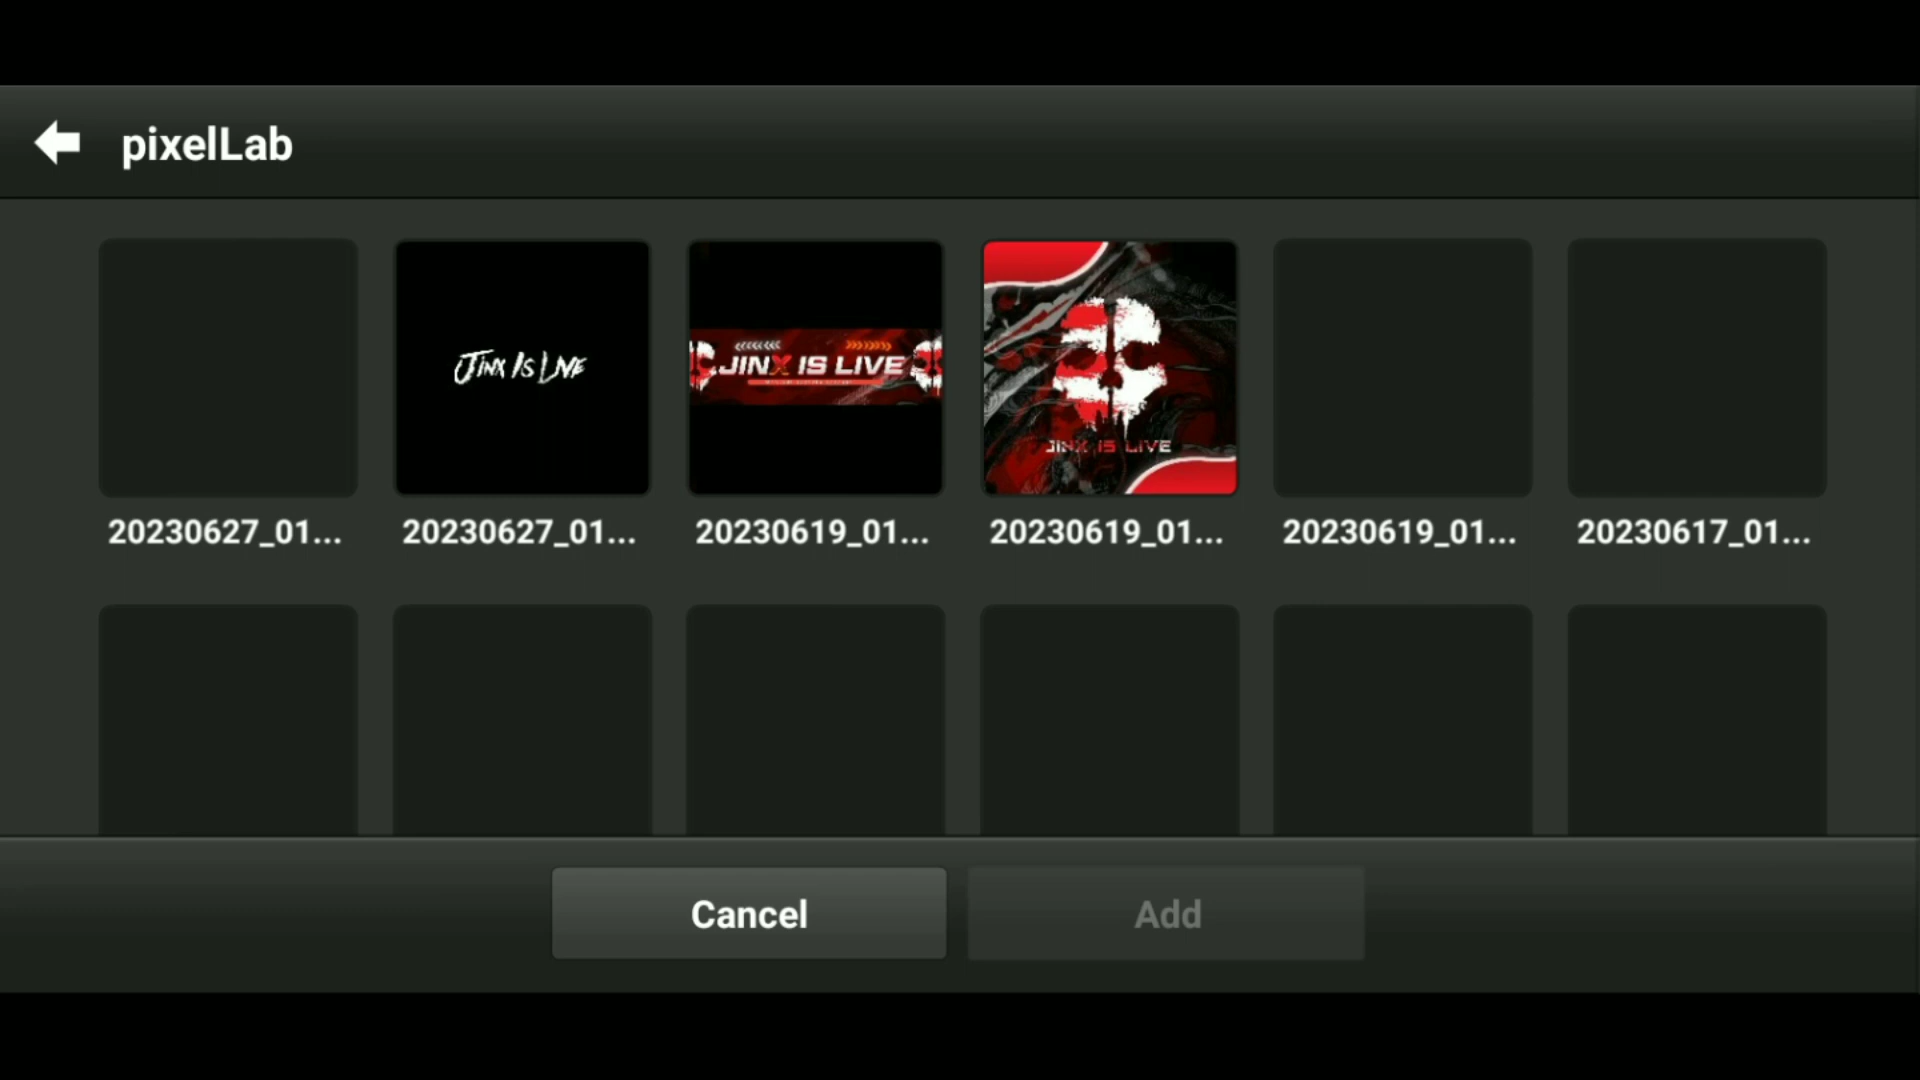 pixelLab
Jinx Is Live
JINX IS LIVE
JINX IS LIVE
20230627_01...
20230627_01...
20230619_01...
20230619_01...
20230619_01...
20230617_01...
Cancel
Add